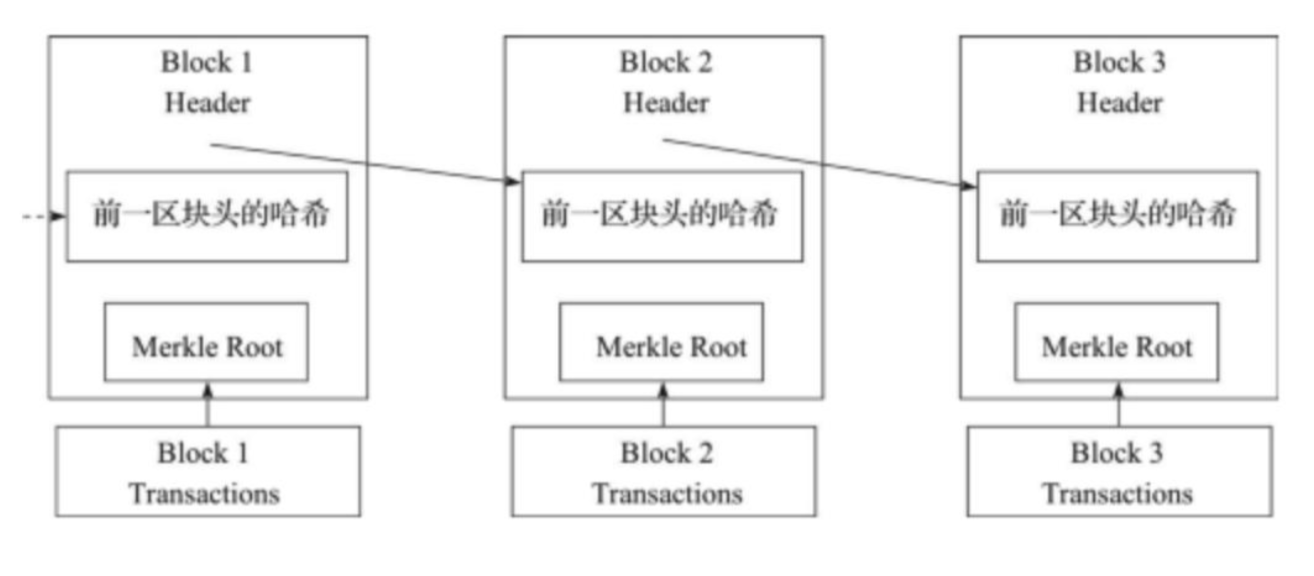 Block 1
Header
前一区块头的哈希
Merkle Root
Block 1
Transactions
Block 2
Header
前一区块头的哈希
Merkle Root
Block 2
Transactions
Block 3
Header
前一区块头的哈希
Merkle Root
Block 3
Transactions